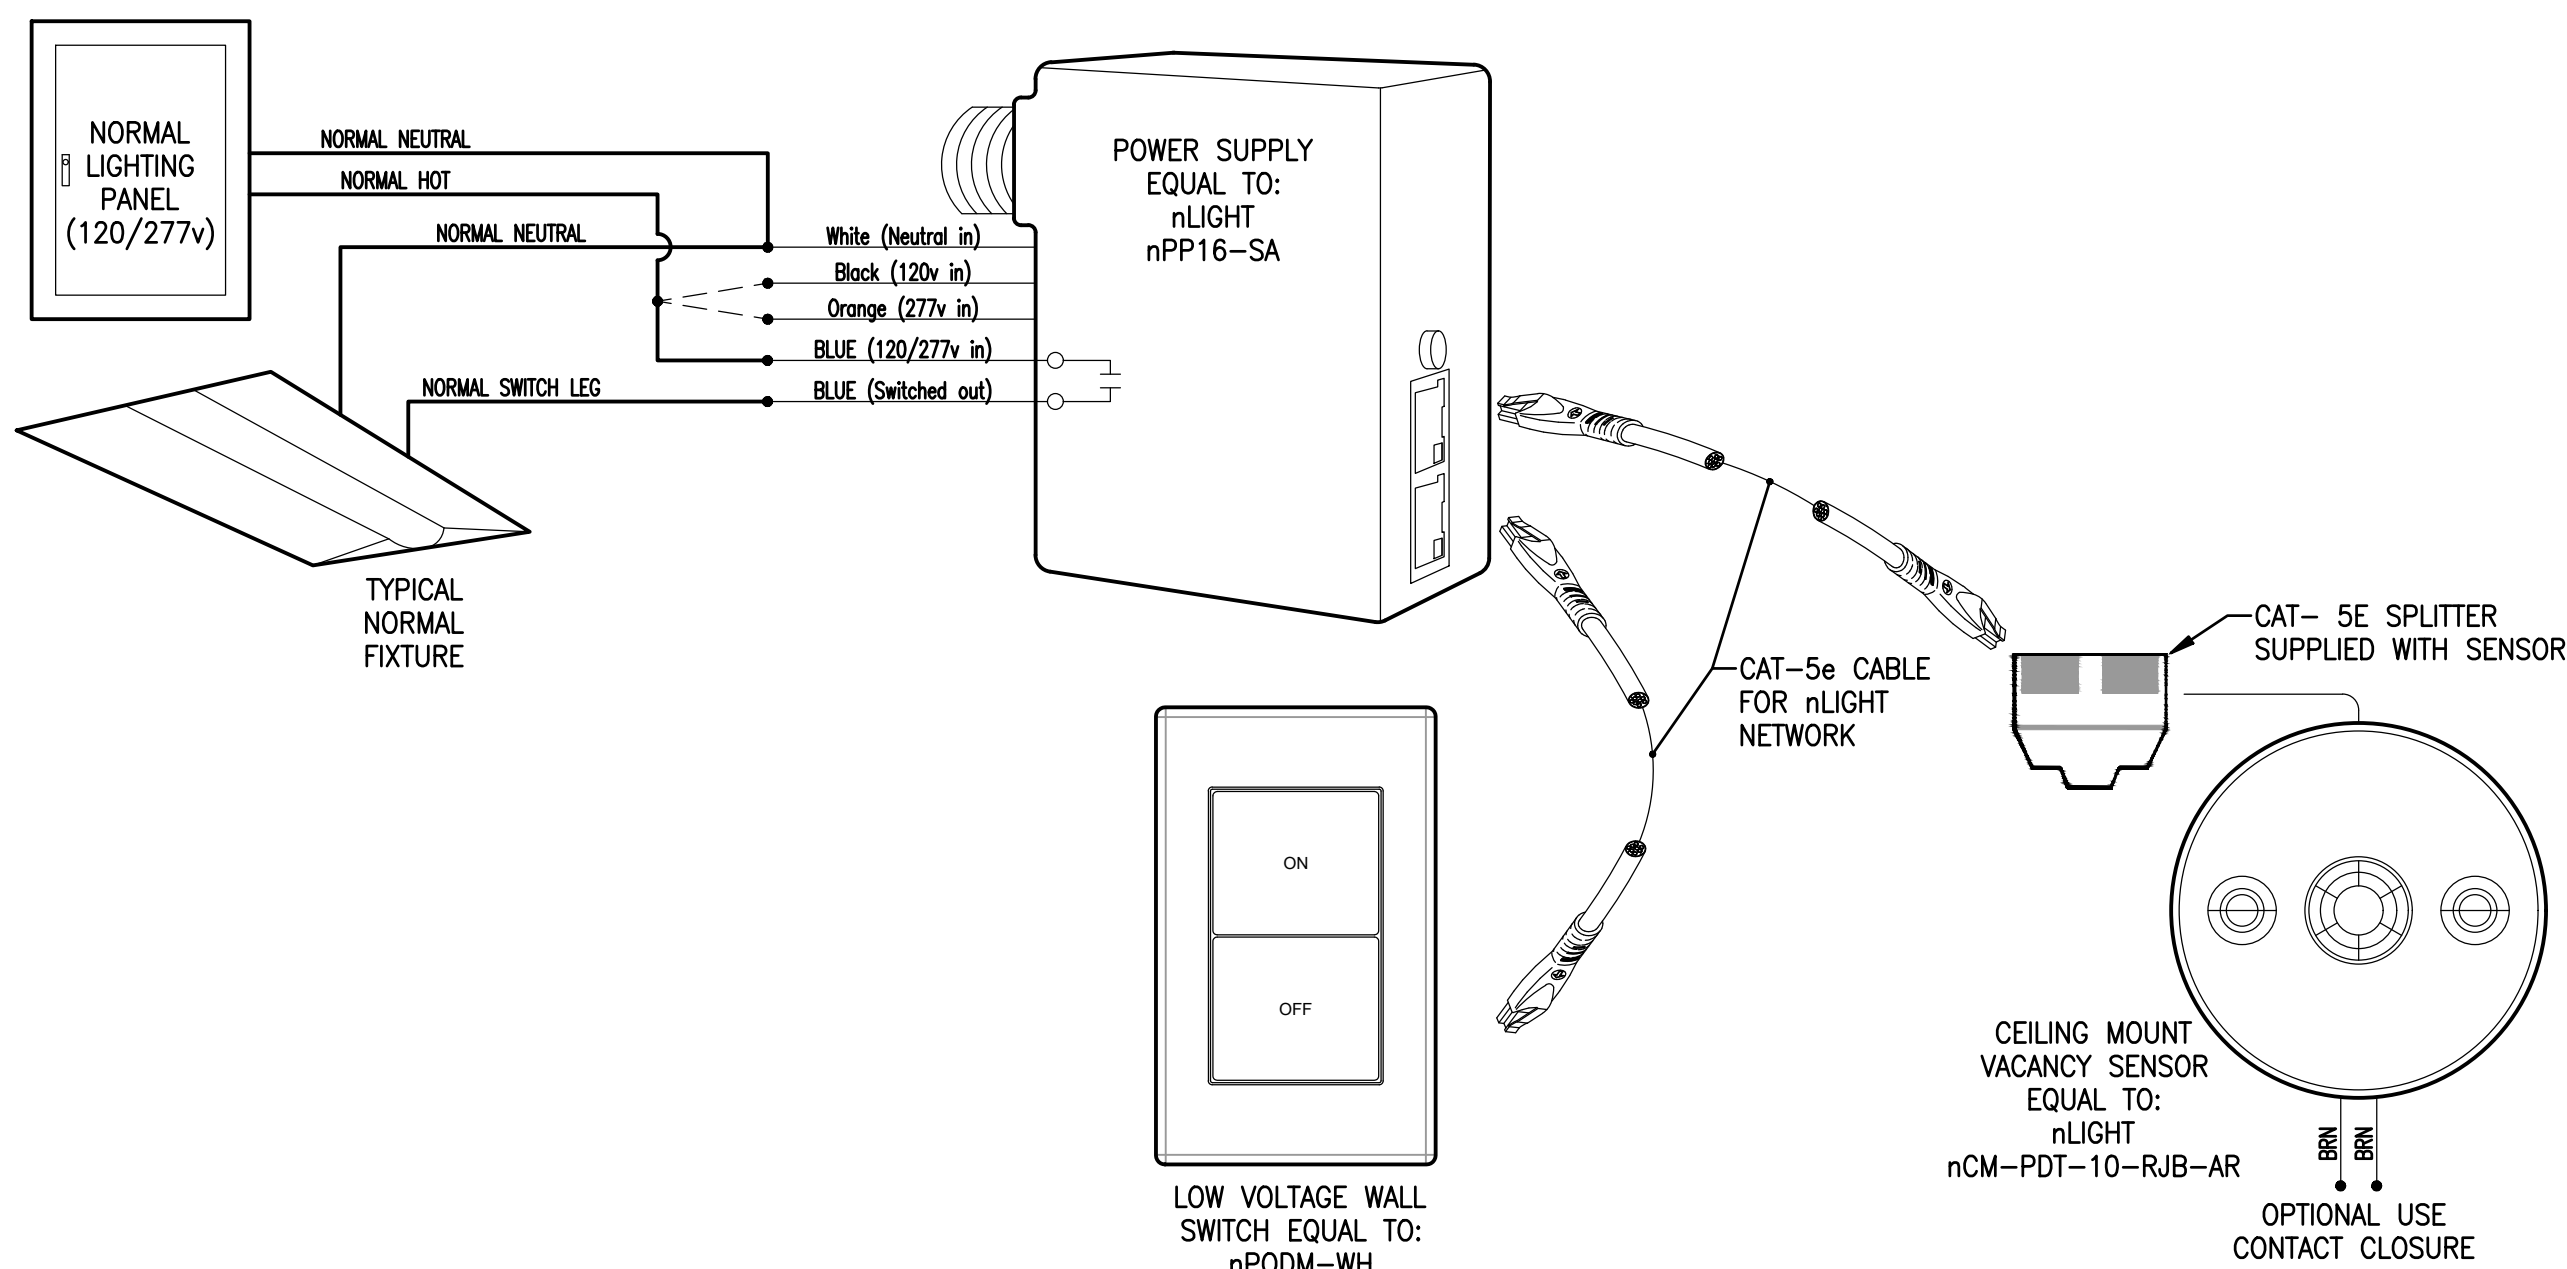 NORMAL
LIGHTING
PANEL
(120/277v)
NORMAL NEUTRAL
NORMAL HOT
NORMAL NEUTRAL
NORMAL SWITCH LEG
White (Neutral in)
Black (120v in)
Orange (277v in)
BLUE (120/277v in)
BLUE (Switched out)
POWER SUPPLY
EQUAL TO:
nLIGHT
nPP16-SA
TYPICAL
NORMAL
FIXTURE
CAT-5e CABLE
FOR nLIGHT
NETWORK
CAT- 5E SPLITTER
SUPPLIED WITH SENSOR
ON
OFF
LOW VOLTAGE WALL
SWITCH EQUAL TO:
nPODM-WH
CEILING MOUNT
VACANCY SENSOR
EQUAL TO:
nLIGHT
nCM-PDT-10-RJB-AR
BRN
BRN
OPTIONAL USE
CONTACT CLOSURE